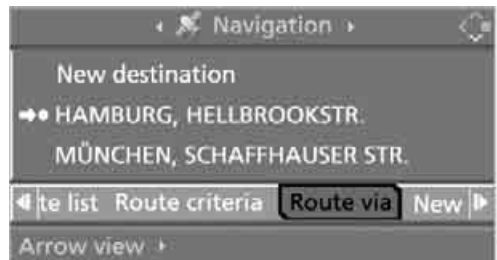 Navigation
New destination
HAMBURG, HELLBROOKSTR.
MÜNCHEN, SCHAFFHAUSER STR.
te list Route criteria Route via New
Arrow view